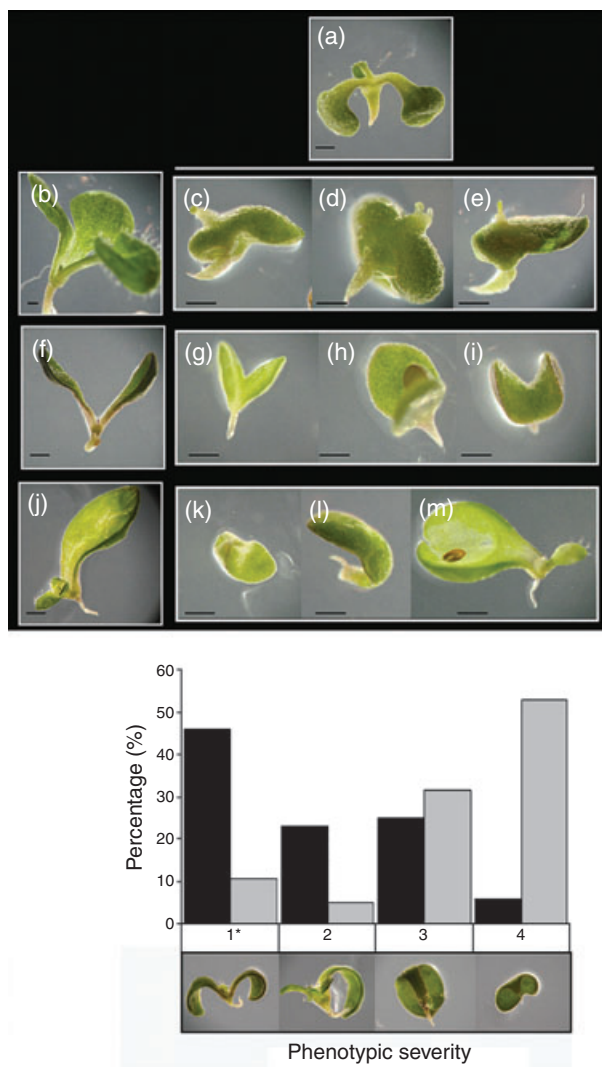 (a)
(b) (c) (d) (e)
(f) (g) (h) (i)
(j) (k) (l) (m)
60
50
40
30
20
10
0
Percentage (%)
1* 2 3 4
Phenotypic severity